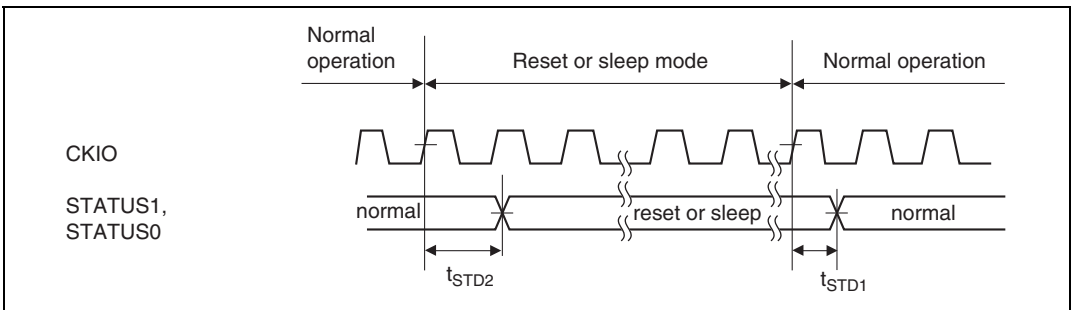 Normal
operation
Reset or sleep mode
Normal operation
CKIO
STATUS1,
STATUS0
normal
reset or sleep
normal
tSTD2
tSTD1